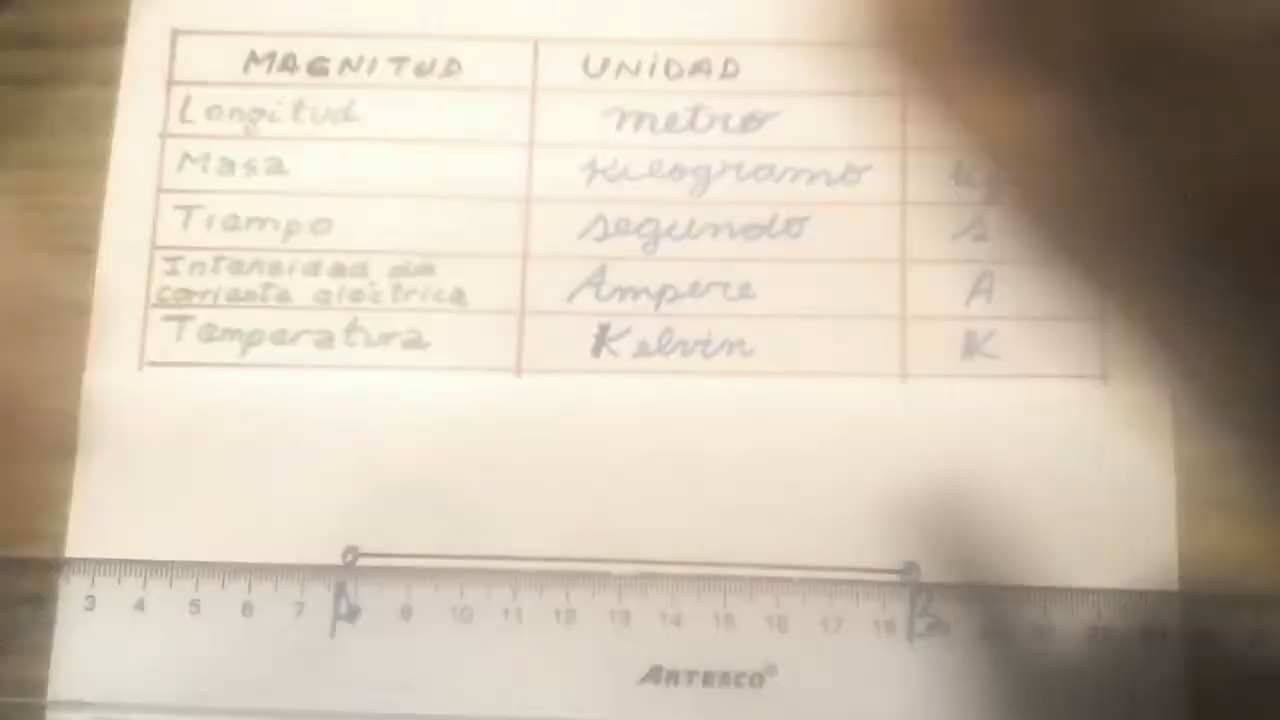 MAGNITUD UNIDAD
Longitud metro
Masa Kilogramo
Tiempo segundo s
Intensidad de
corriente eléctrica Ampere A
Temperatura Kelvin K
3 4 5 6 7 9 10 11 12 13 14 15 16 17 18
ARTESCO®